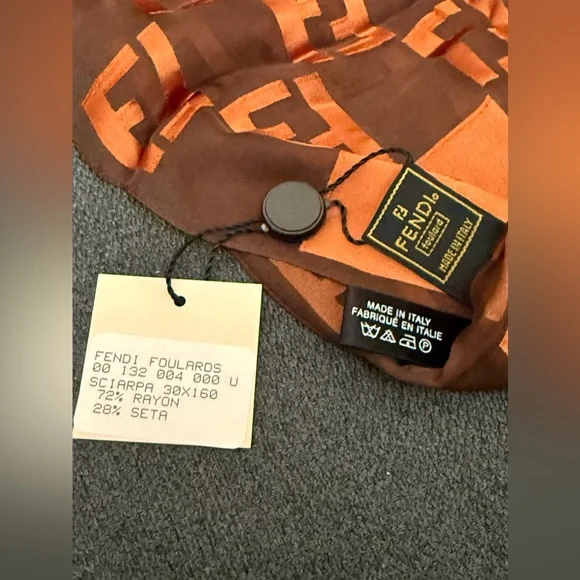 FENDI
foulard
MADE IN ITALY
MADE IN ITALY
FABRIQUÉ EN ITALIE
P
FENDI FOULARDS
00 132 004 000 U
SCIARPA 30X160
72% RAYON
28% SETA